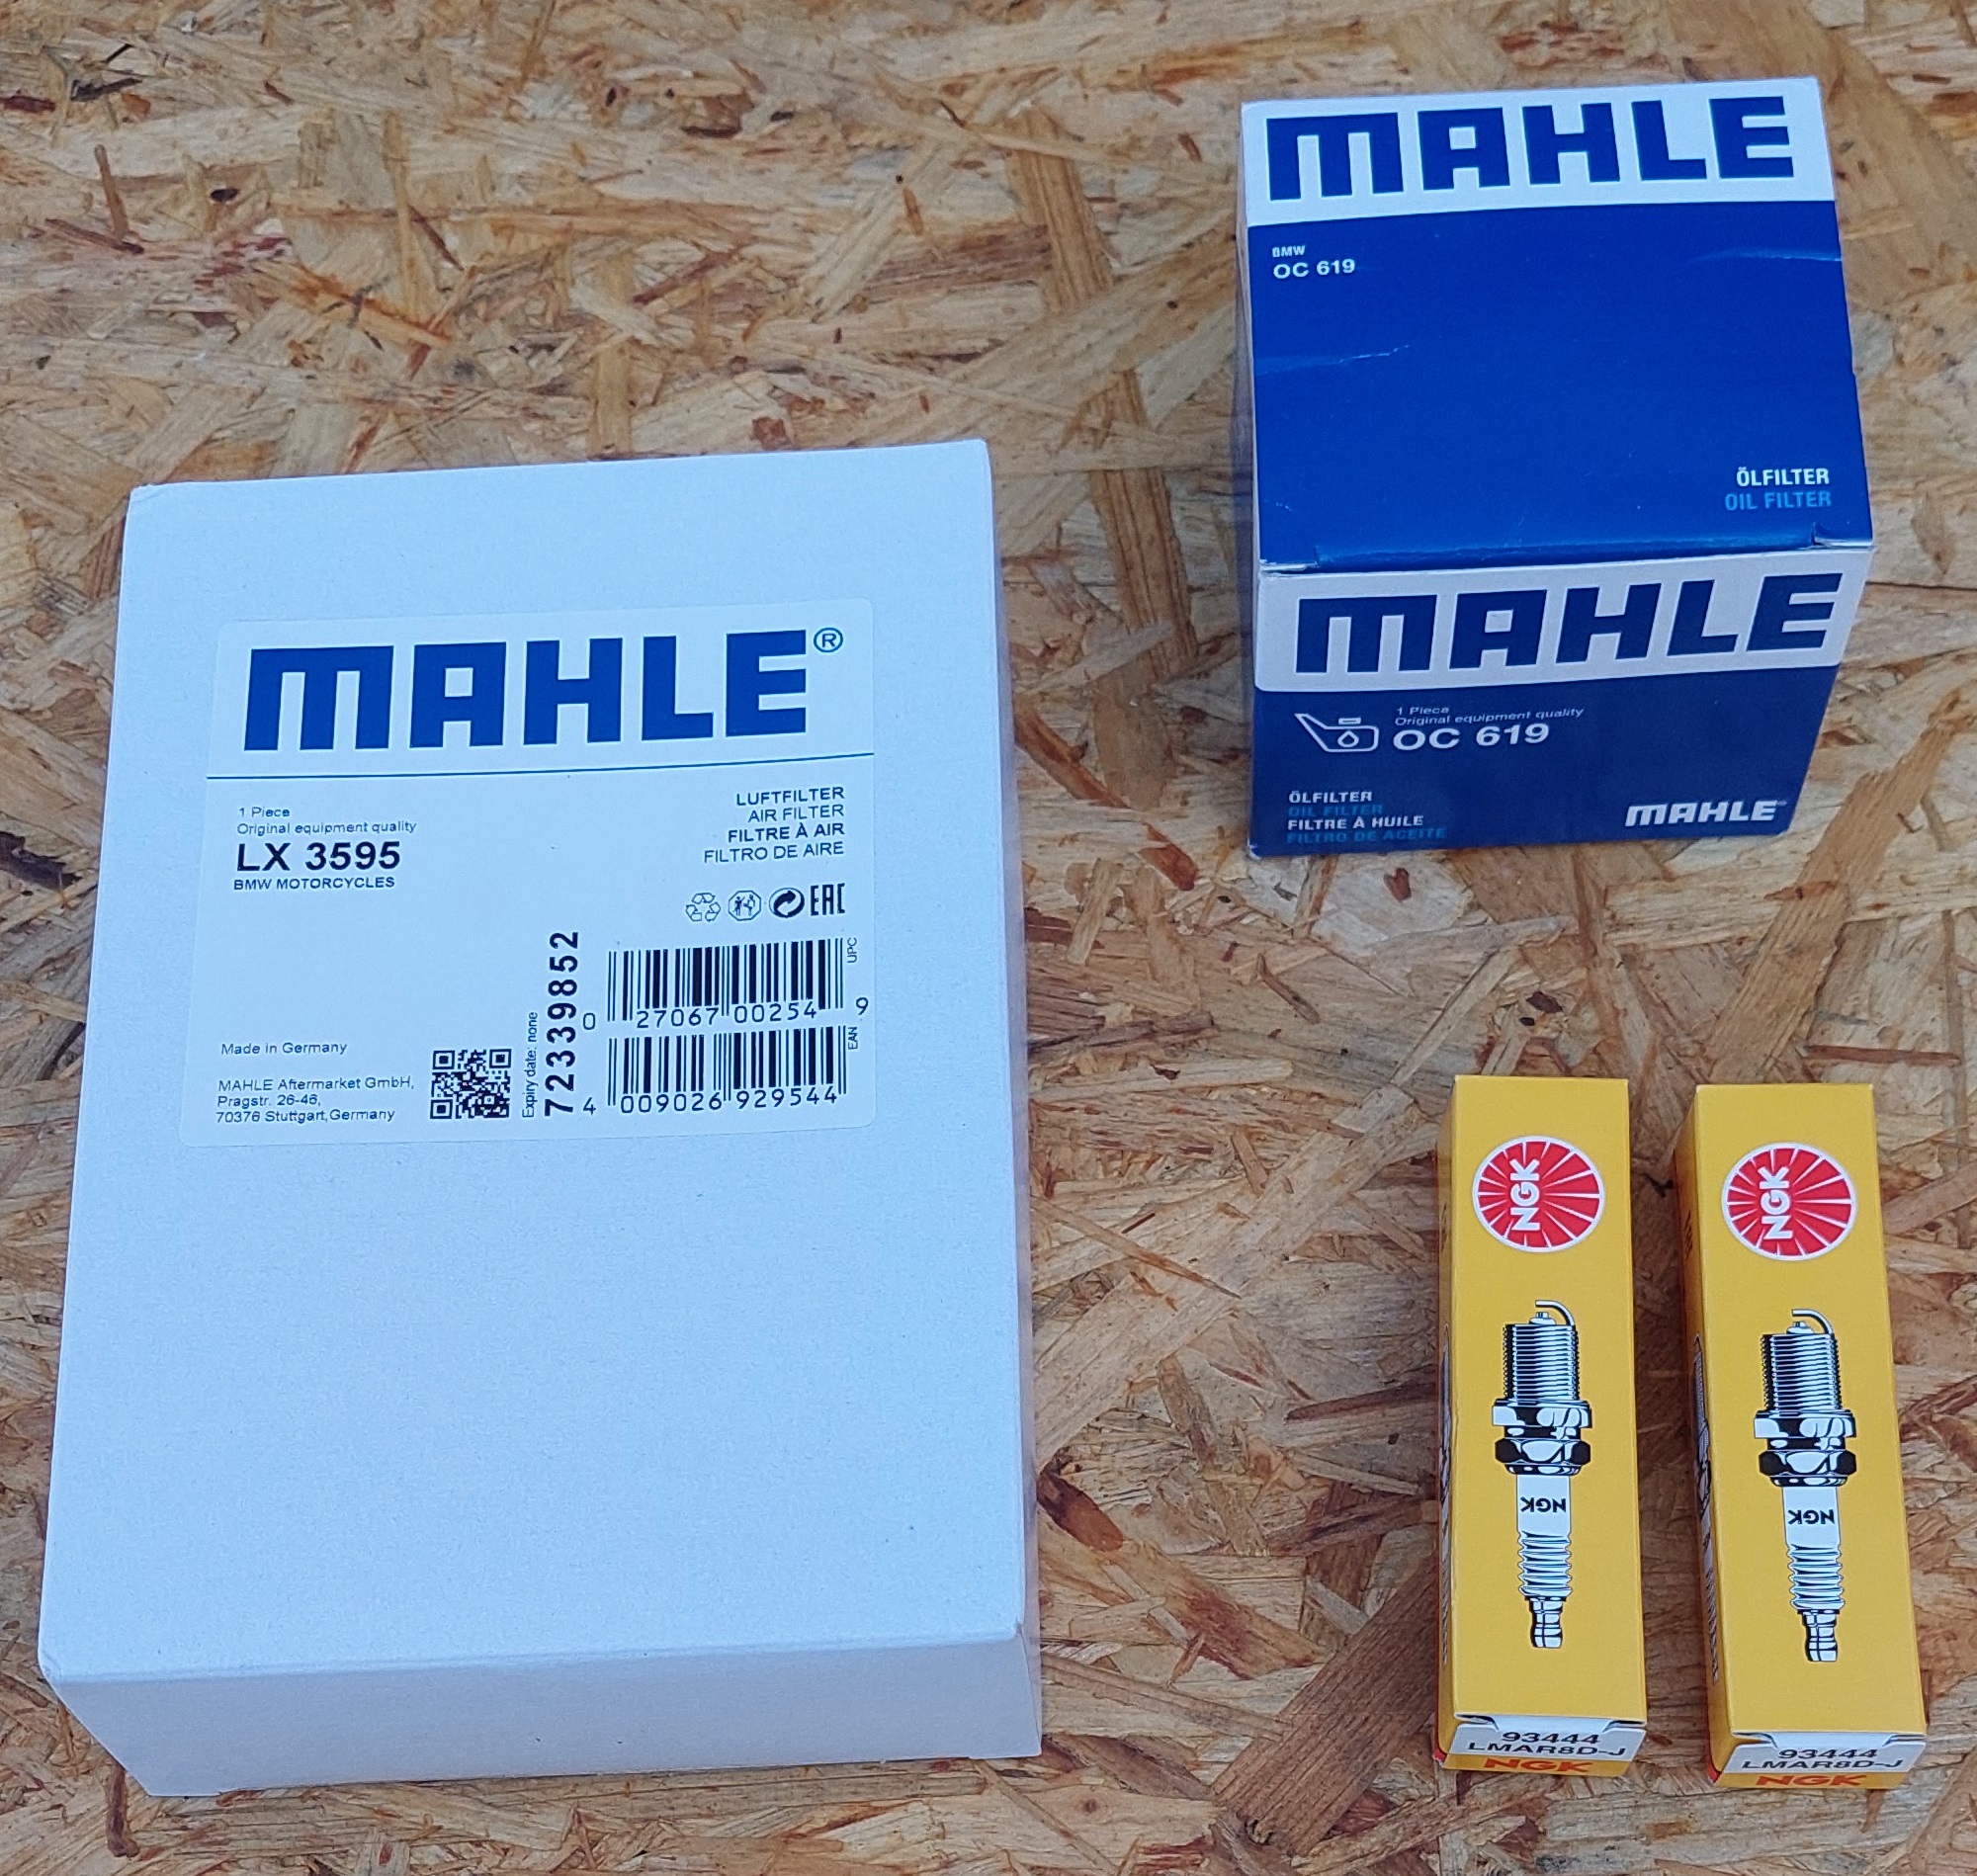 MAHLE
BMW
OC 619
ÖLFILTER
OIL FILTER
MAHLE
1 Piece
Original equipment quality
OC 619
ÖLFILTER
OIL FILTER
FILTRE À HUILE
FILTRO DE ACEITE
MAHLE
MAHLE®
1 Piece
Original equipment quality
LX 3595
BMW MOTORCYCLES
LUFTFILTER
AIR FILTER
FILTRE À AIR
FILTRO DE AIRE
EAC
Made in Germany
MAHLE Aftermarket GmbH,
Pragstr. 26-46,
70376 Stuttgart, Germany
Expiry date: none
72339852
UPC
0 27067 00254 9
EAN
4 009026 929544
NGK
NGK
93444
LMAR8D-J
NGK
NGK
NGK
93444
LMAR8D-J
NGK